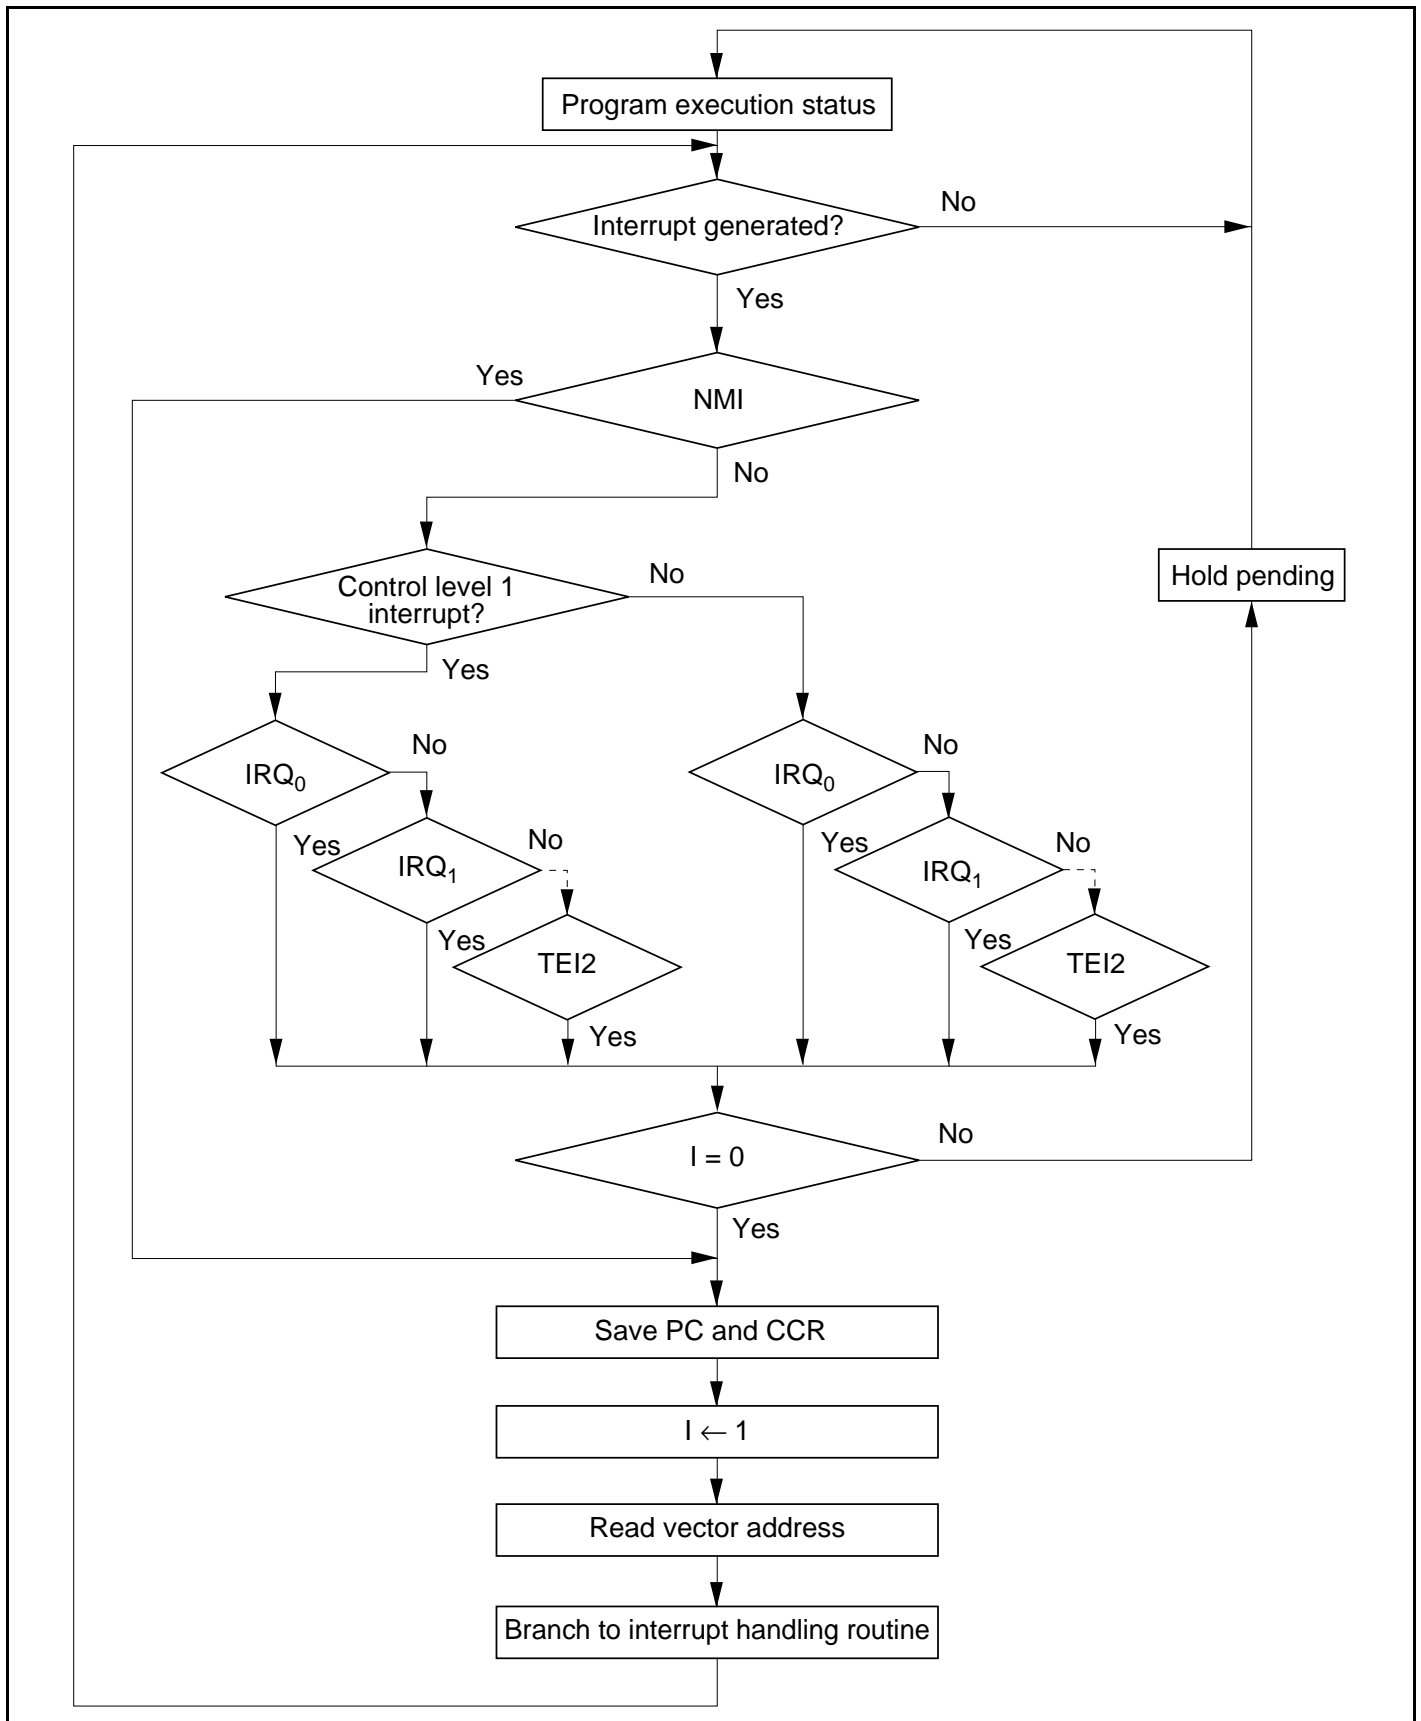 Program execution status
Interrupt generated?
No
Yes
Yes
NMI
No
Control level 1
interrupt?
No
Hold pending
Yes
IRQ0
No
IRQ0
No
Yes
IRQ1
No
Yes
IRQ1
No
Yes
TEI2
Yes
TEI2
Yes
Yes
I = 0
No
Yes
Save PC and CCR
I ← 1
Read vector address
Branch to interrupt handling routine